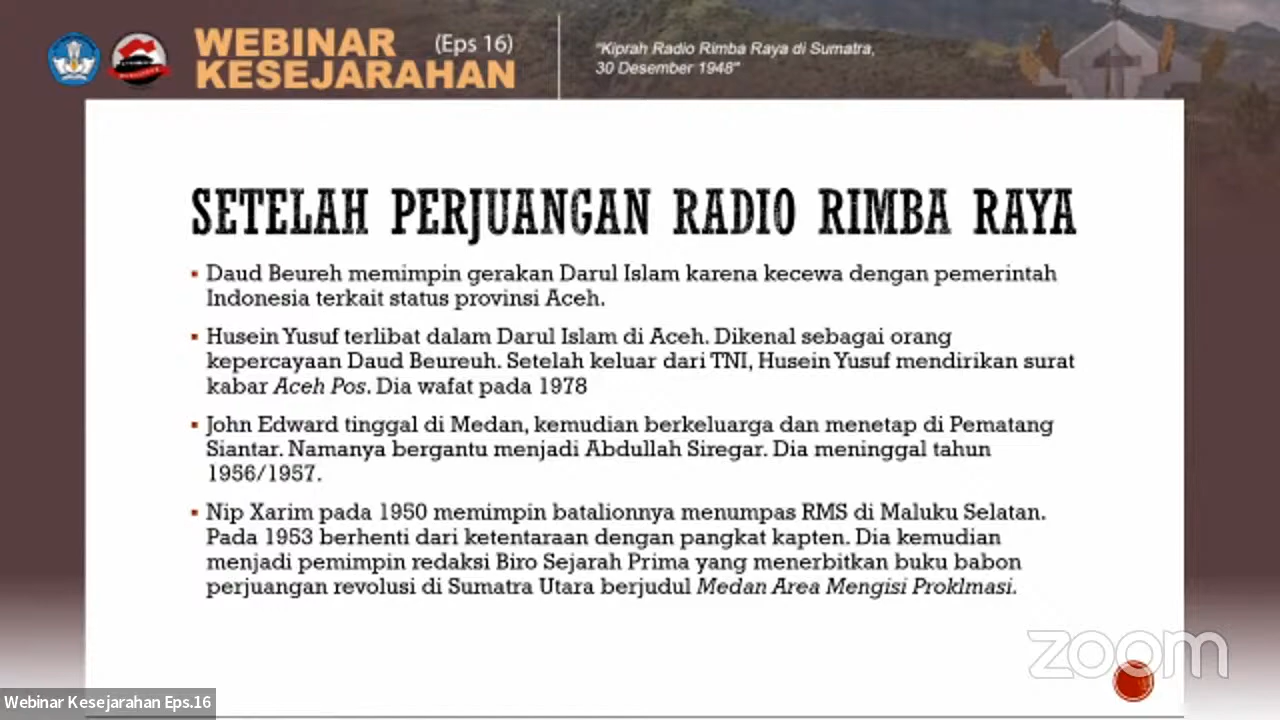 WEBINAR (Eps 16)
KESEJARAHAN
"Kiprah Radio Rimba Raya di Sumatra,
30 Desember 1948"
SETELAH PERJUANGAN RADIO RIMBA RAYA
▪ Daud Beureh memimpin gerakan Darul Islam karena kecewa dengan pemerintah
Indonesia terkait status provinsi Aceh.
▪ Husein Yusuf terlibat dalam Darul Islam di Aceh. Dikenal sebagai orang
kepercayaan Daud Beureuh. Setelah keluar dari TNI, Husein Yusuf mendirikan surat
kabar Aceh Pos. Dia wafat pada 1978
▪ John Edward tinggal di Medan, kemudian berkeluarga dan menetap di Pematang
Siantar. Namanya bergantu menjadi Abdullah Siregar. Dia meninggal tahun
1956/1957.
▪ Nip Xarim pada 1950 memimpin batalionnya menumpas RMS di Maluku Selatan.
Pada 1953 berhenti dari ketentaraan dengan pangkat kapten. Dia kemudian
menjadi pemimpin redaksi Biro Sejarah Prima yang menerbitkan buku babon
perjuangan revolusi di Sumatra Utara berjudul Medan Area Mengisi Proklmasi.
zoom
Webinar Kesejarahan Eps.16